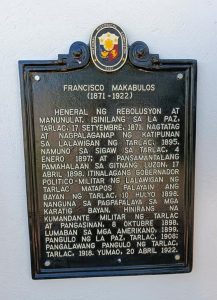 FRANCISCO MAKABULOS
(1871-1922)
HENERAL NG REBOLUSYON AT
MANUNULAT. ISINILANG SA LA PAZ,
TARLAC, 17 SETYEMBRE, 1871. NAGTATAG
AT NAGPALAGANAP NG KATIPUNAN
SA LALAWIGAN NG TARLAC, 1895.
NAMUNO SA SIGAW SA TARLAC, 4
ENERO 1897; AT PANSAMANTALANG
PAMAHALAAN SA GITNANG LUZON, 17
ABRIL 1898. ITINALAGANG GOBERNADOR
POLITICO-MILITAR NG LALAWIGAN NG
TARLAC MATAPOS PALAYAIN ANG
BAYAN NG TARLAC, 10 HULYO 1898.
NANGUNA SA PAGPAPALAYA SA MGA
KARATIG BAYAN. HINIRANG NA
KUMANDANTE MILITAR NG TARLAC
AT PANGASINAN, 8 OKTUBRE 1898.
LUMABAN SA MGA AMERIKANO, 1899.
PANGULO NG LA PAZ, TARLAC, 1908;
PANGALAWANG PANGULO NG TARLAC,
TARLAC, 1918. YUMAO, 20 ABRIL 1922.